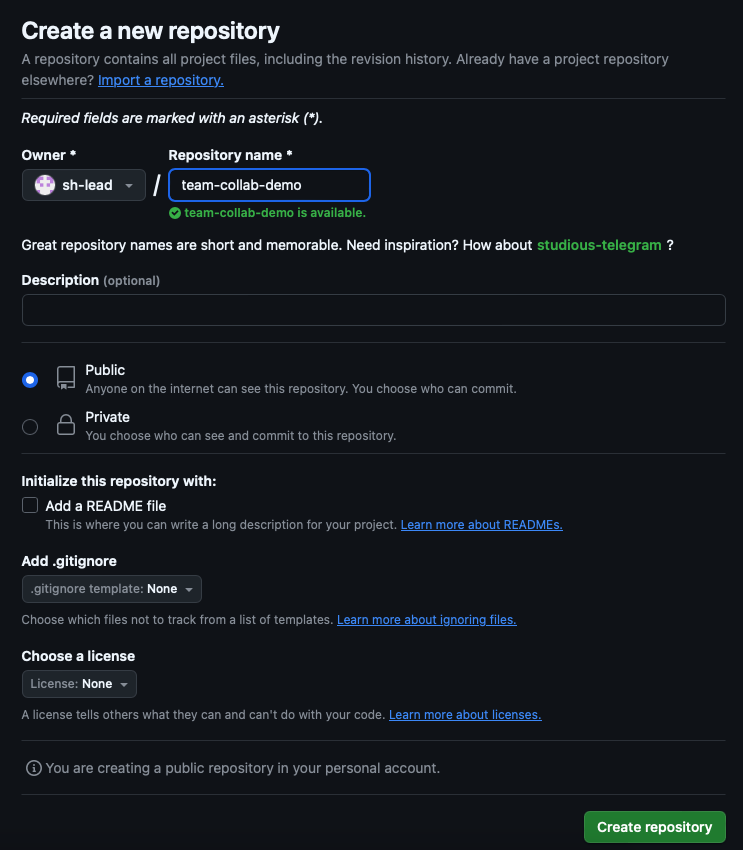 Create a new repository
A repository contains all project files, including the revision history. Already have a project repository
elsewhere? Import a repository.
Required fields are marked with an asterisk (*).
Owner *
Repository name *
sh-lead
/
team-collab-demo
team-collab-demo is available.
Great repository names are short and memorable. Need inspiration? How about studious-telegram ?
Description (optional)
Public
Anyone on the internet can see this repository. You choose who can commit.
Private
You choose who can see and commit to this repository.
Initialize this repository with:
Add a README file
This is where you can write a long description for your project. Learn more about READMEs.
Add .gitignore
.gitignore template: None
Choose which files not to track from a list of templates. Learn more about ignoring files.
Choose a license
License: None
A license tells others what they can and can't do with your code. Learn more about licenses.
You are creating a public repository in your personal account.
Create repository